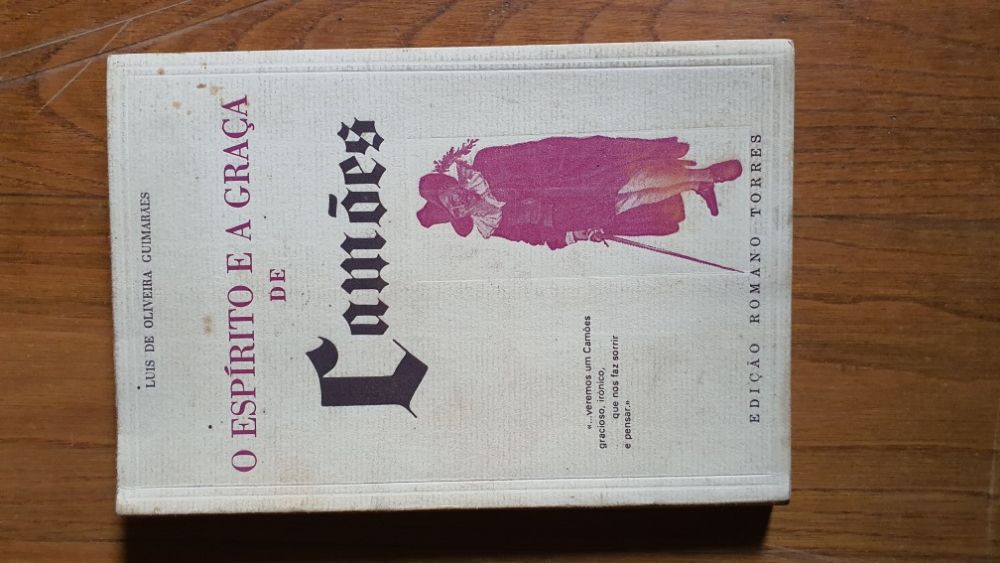 LUIS DE OLIVEIRA GUIMARÃES
O ESPÍRITO E A GRAÇA
DE
Camões
«...veremos um Camões
gracioso, irónico,
que nos faz sorrir
e pensar.»
EDIÇÃO ROMANO TORRES